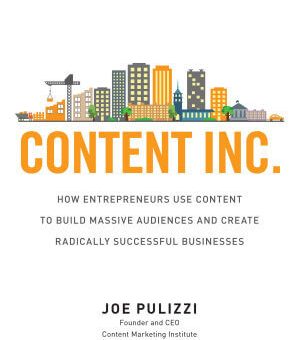 CONTENT INC.
HOW ENTREPRENEURS USE CONTENT
TO BUILD MASSIVE AUDIENCES AND CREATE
RADICALLY SUCCESSFUL BUSINESSES
JOE PULIZZI
Founder and CEO
Content Marketing Institute